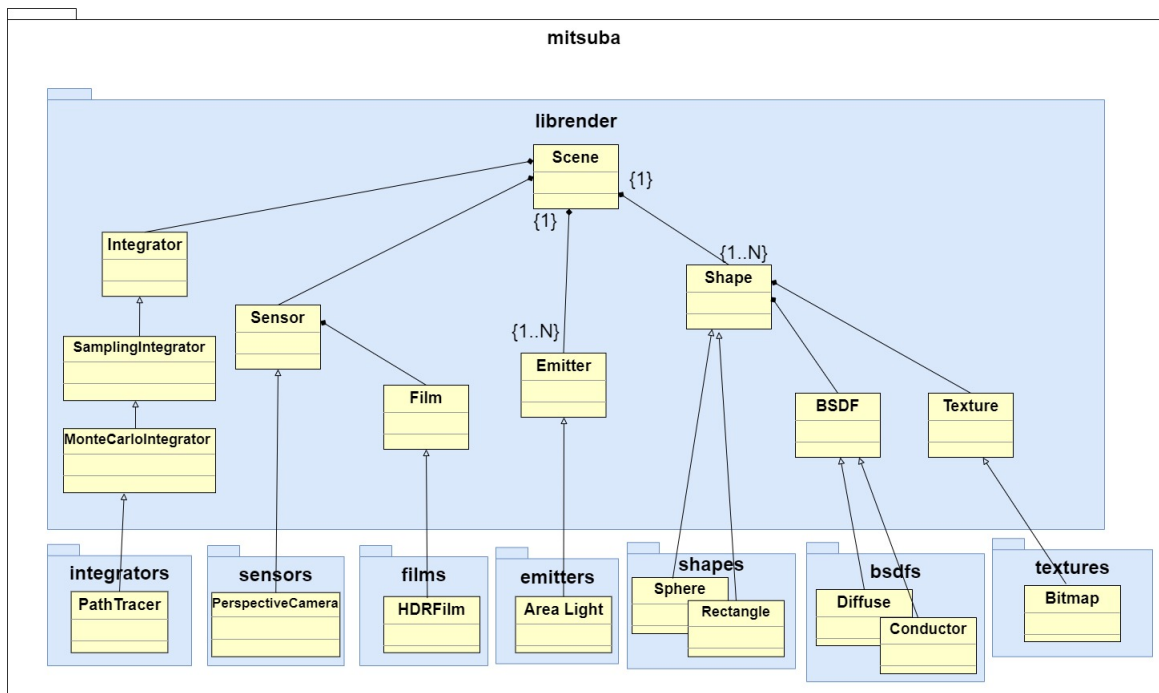 mitsuba
librender
Scene
{1}
{1}
Integrator
{1..N}
Shape
Sensor
{1..N}
SamplingIntegrator
Emitter
Film
BSDF
Texture
MonteCarloIntegrator
integrators
sensors
films
emitters
shapes
bsdfs
textures
PathTracer
PerspectiveCamera
HDRFilm
Area Light
Sphere
Rectangle
Diffuse
Conductor
Bitmap